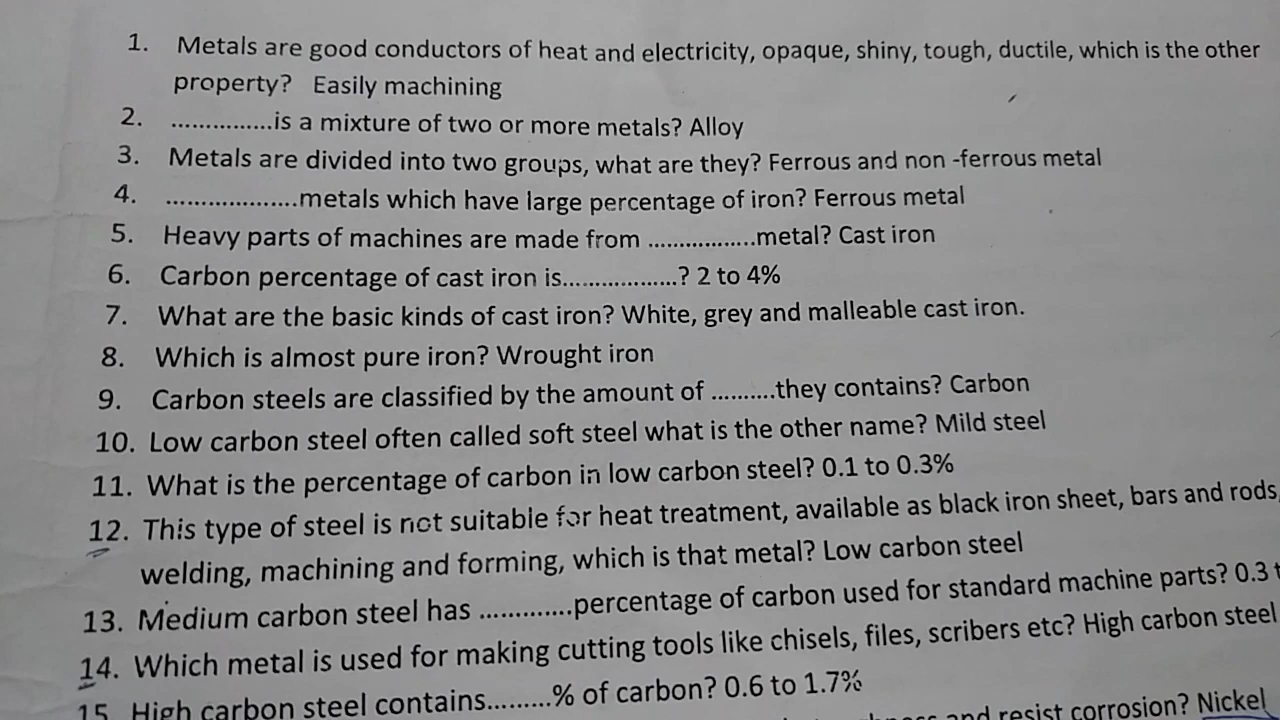 1. Metals are good conductors of heat and electricity, opaque, shiny, tough, ductile, which is the other
property? Easily machining
2. ...............is a mixture of two or more metals? Alloy
3. Metals are divided into two groups, what are they? Ferrous and non -ferrous metal
4. ....................metals which have large percentage of iron? Ferrous metal
5. Heavy parts of machines are made from ................metal? Cast iron
6. Carbon percentage of cast iron is.................? 2 to 4%
7. What are the basic kinds of cast iron? White, grey and malleable cast iron.
8. Which is almost pure iron? Wrought iron
9. Carbon steels are classified by the amount of ..........they contains? Carbon
10. Low carbon steel often called soft steel what is the other name? Mild steel
11. What is the percentage of carbon in low carbon steel? 0.1 to 0.3%
12. This type of steel is not suitable for heat treatment, available as black iron sheet, bars and rods,
welding, machining and forming, which is that metal? Low carbon steel
13. Medium carbon steel has .............percentage of carbon used for standard machine parts? 0.3
14. Which metal is used for making cutting tools like chisels, files, scribers etc? High carbon steel
15. High carbon steel contains.........% of carbon? 0.6 to 1.7%
and resist corrosion? Nickel